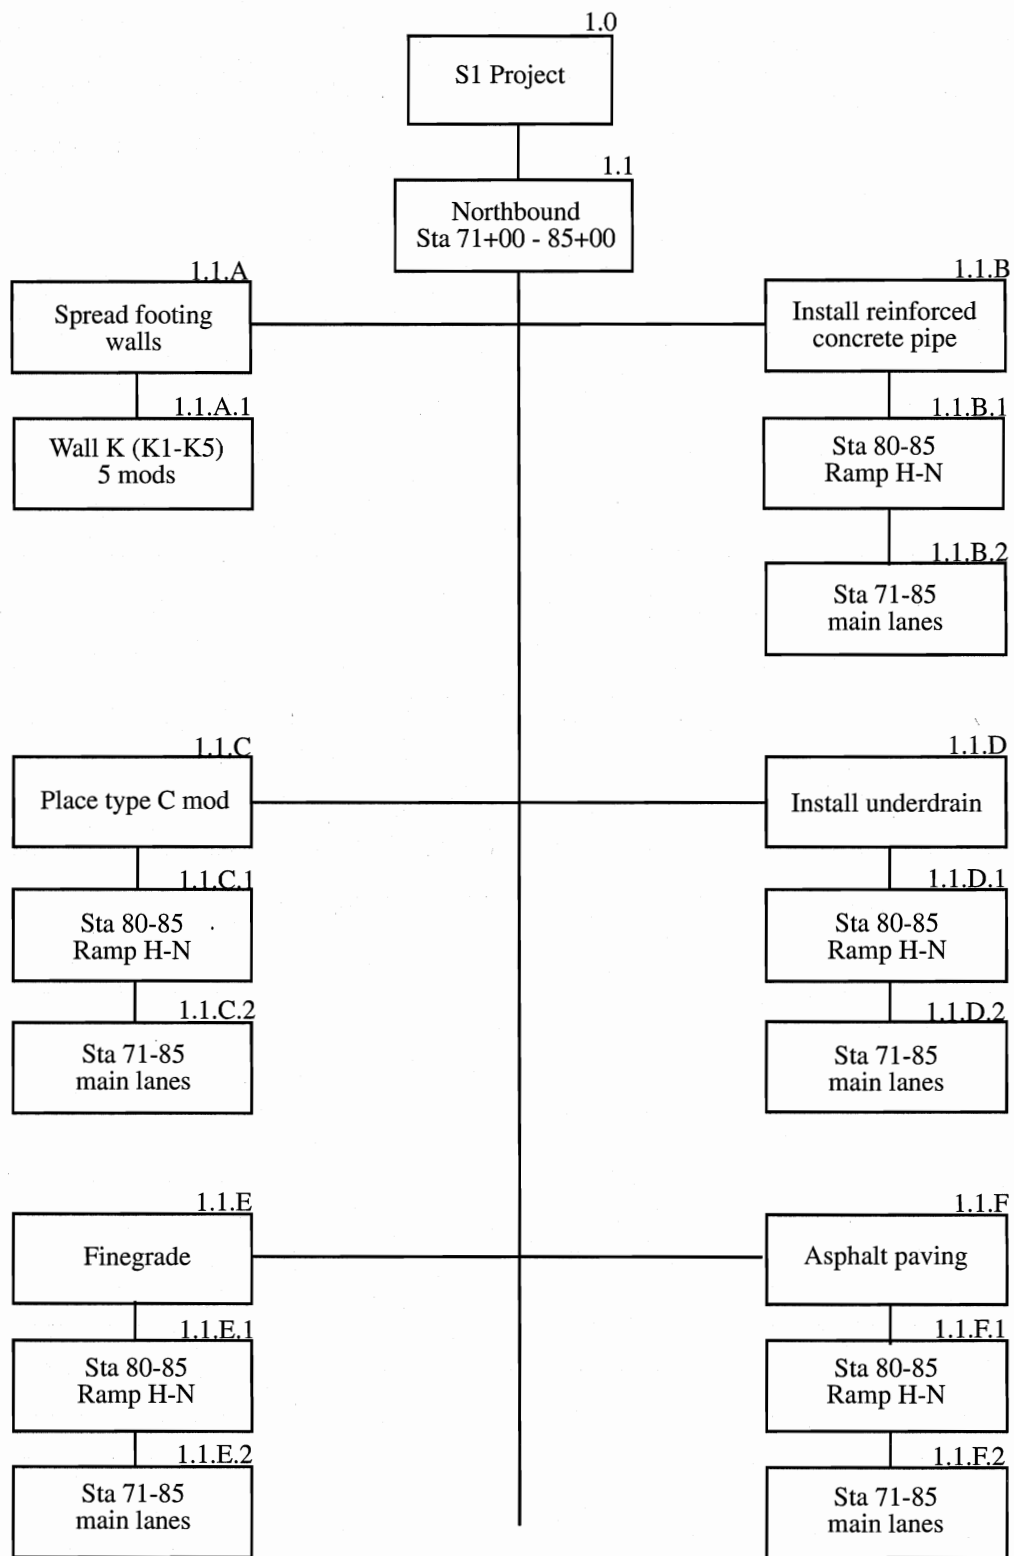 1.0
S1 Project
1.1
Northbound
Sta 71+00 - 85+00
1.1.A
Spread footing
walls
1.1.A.1
Wall K (K1-K5)
5 mods
1.1.B
Install reinforced
concrete pipe
1.1.B.1
Sta 80-85
Ramp H-N
1.1.B.2
Sta 71-85
main lanes
1.1.C
Place type C mod
1.1.C.1
Sta 80-85
Ramp H-N
1.1.C.2
Sta 71-85
main lanes
1.1.D
Install underdrain
1.1.D.1
Sta 80-85
Ramp H-N
1.1.D.2
Sta 71-85
main lanes
1.1.E
Finegrade
1.1.E.1
Sta 80-85
Ramp H-N
1.1.E.2
Sta 71-85
main lanes
1.1.F
Asphalt paving
1.1.F.1
Sta 80-85
Ramp H-N
1.1.F.2
Sta 71-85
main lanes